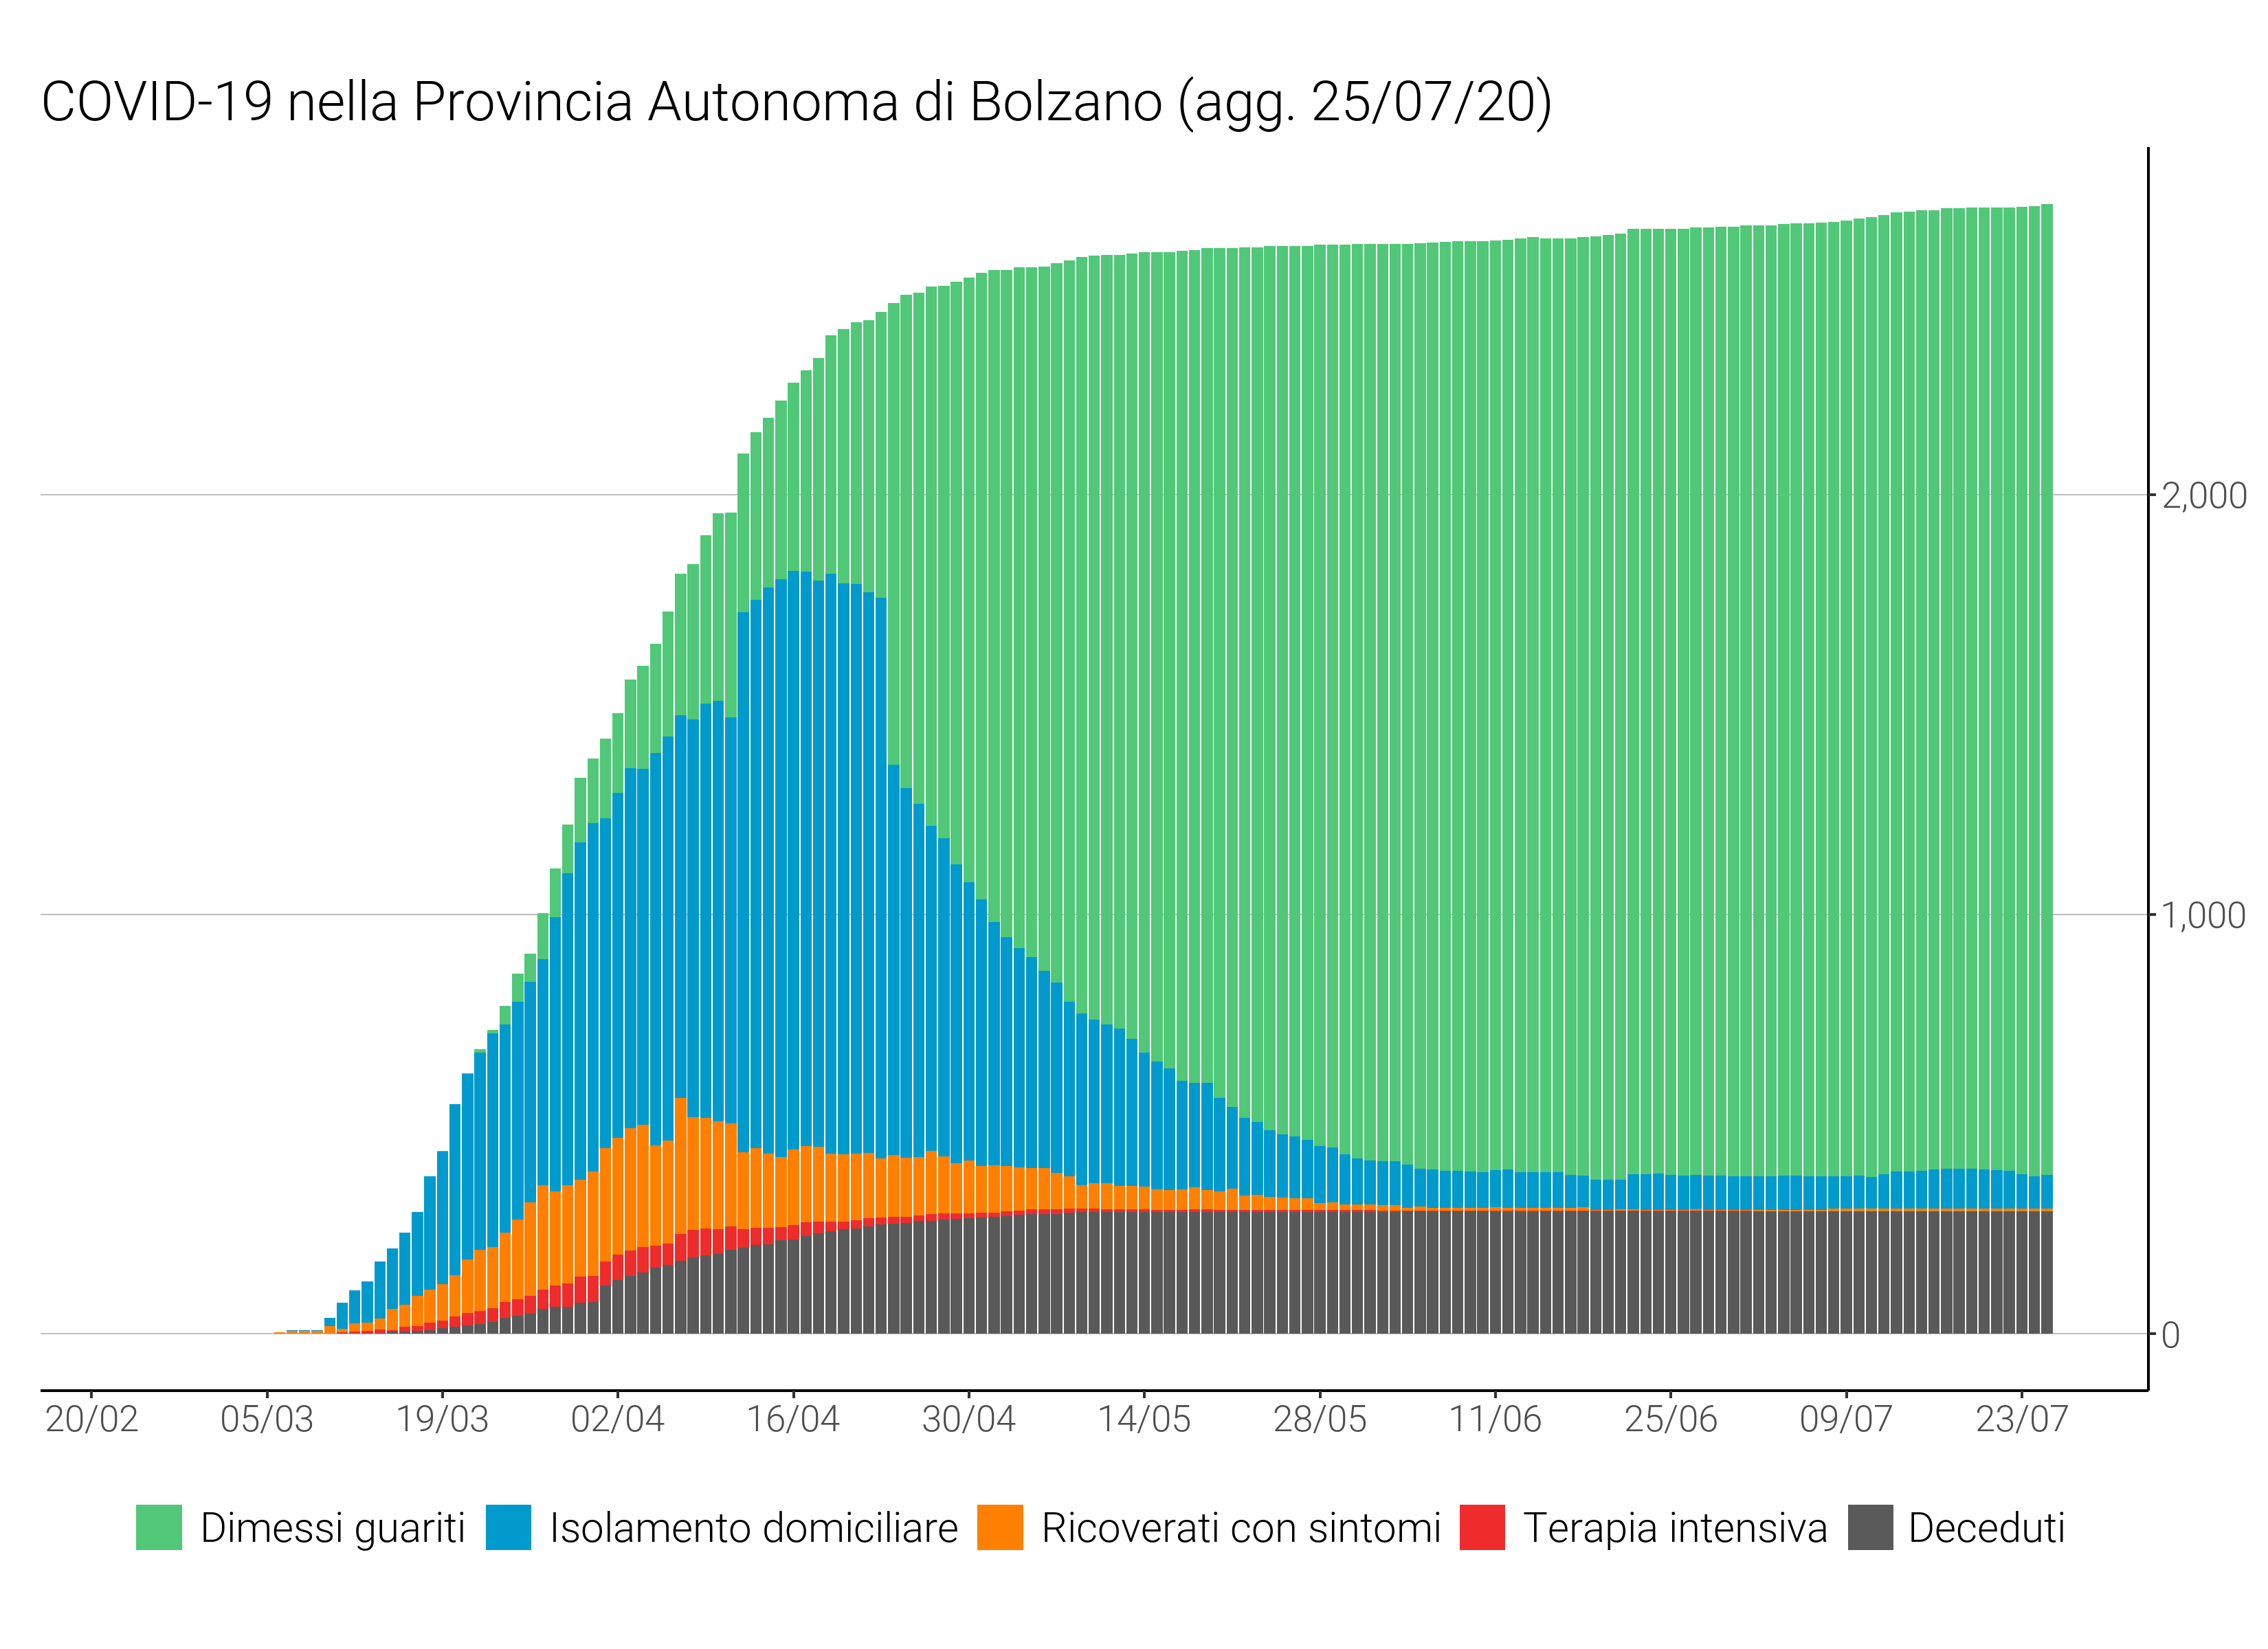 COVID-19 nella Provincia Autonoma di Bolzano (agg. 25/07/20)
2,000
1,000
0
20/02 05/03 19/03 02/04 16/04 30/04 14/05 28/05 11/06 25/06 09/07 23/07
Dimessi guariti Isolamento domiciliare Ricoverati con sintomi Terapia intensiva Deceduti